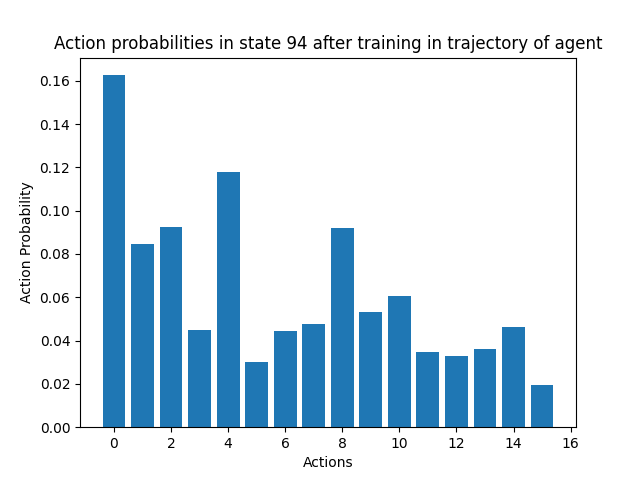 Action probabilities in state 94 after training in trajectory of agent
0.16
0.14
0.12
0.10
0.08
0.06
0.04
0.02
0.00
Action Probability
0 2 4 6 8 10 12 14 16
Actions